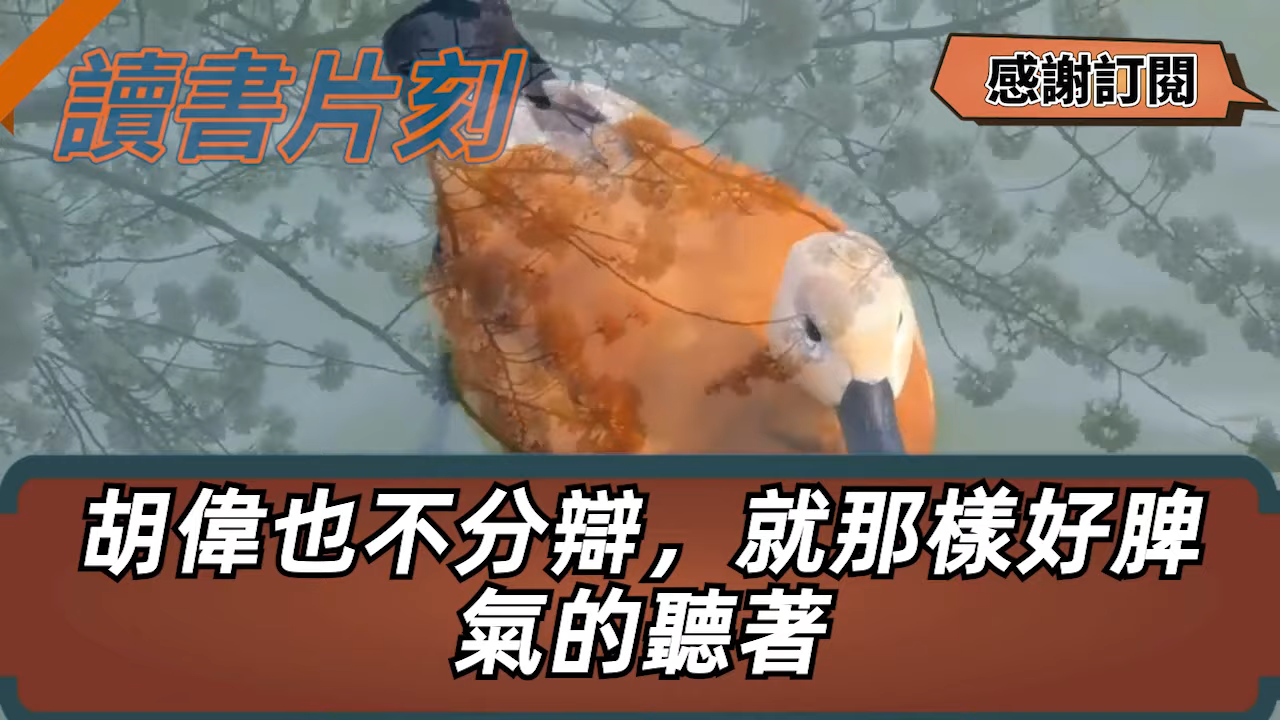 讀書片刻
感謝訂閱
胡偉也不分辯，就那樣好脾
氣的聽著